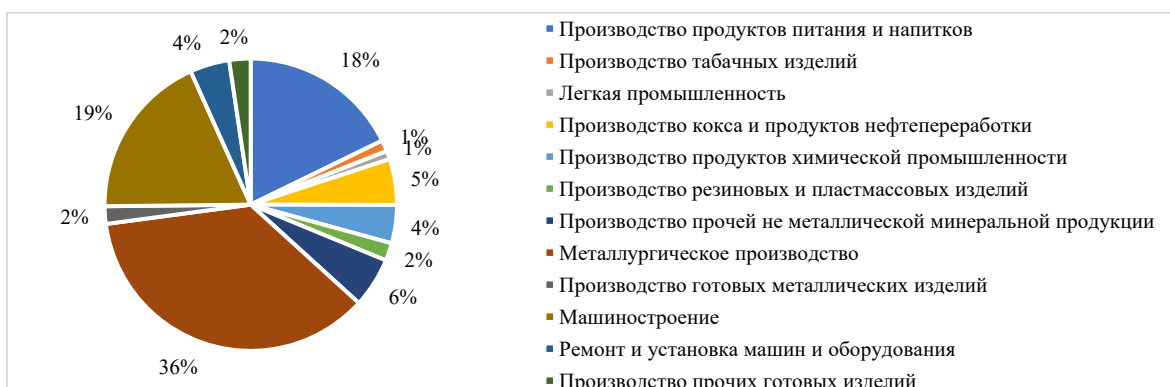 4%
2%
18%
19%
1%
1%
5%
4%
2%
2%
6%
36%
Производство продуктов питания и напитков
Производство табачных изделий
Легкая промышленность
Производство кокса и продуктов нефтепереработки
Производство продуктов химической промышленности
Производство резиновых и пластмассовых изделий
Производство прочей не металлической минеральной продукции
Металлургическое производство
Производство готовых металлических изделий
Машиностроение
Ремонт и установка машин и оборудования
Производство прочих готовых изделий